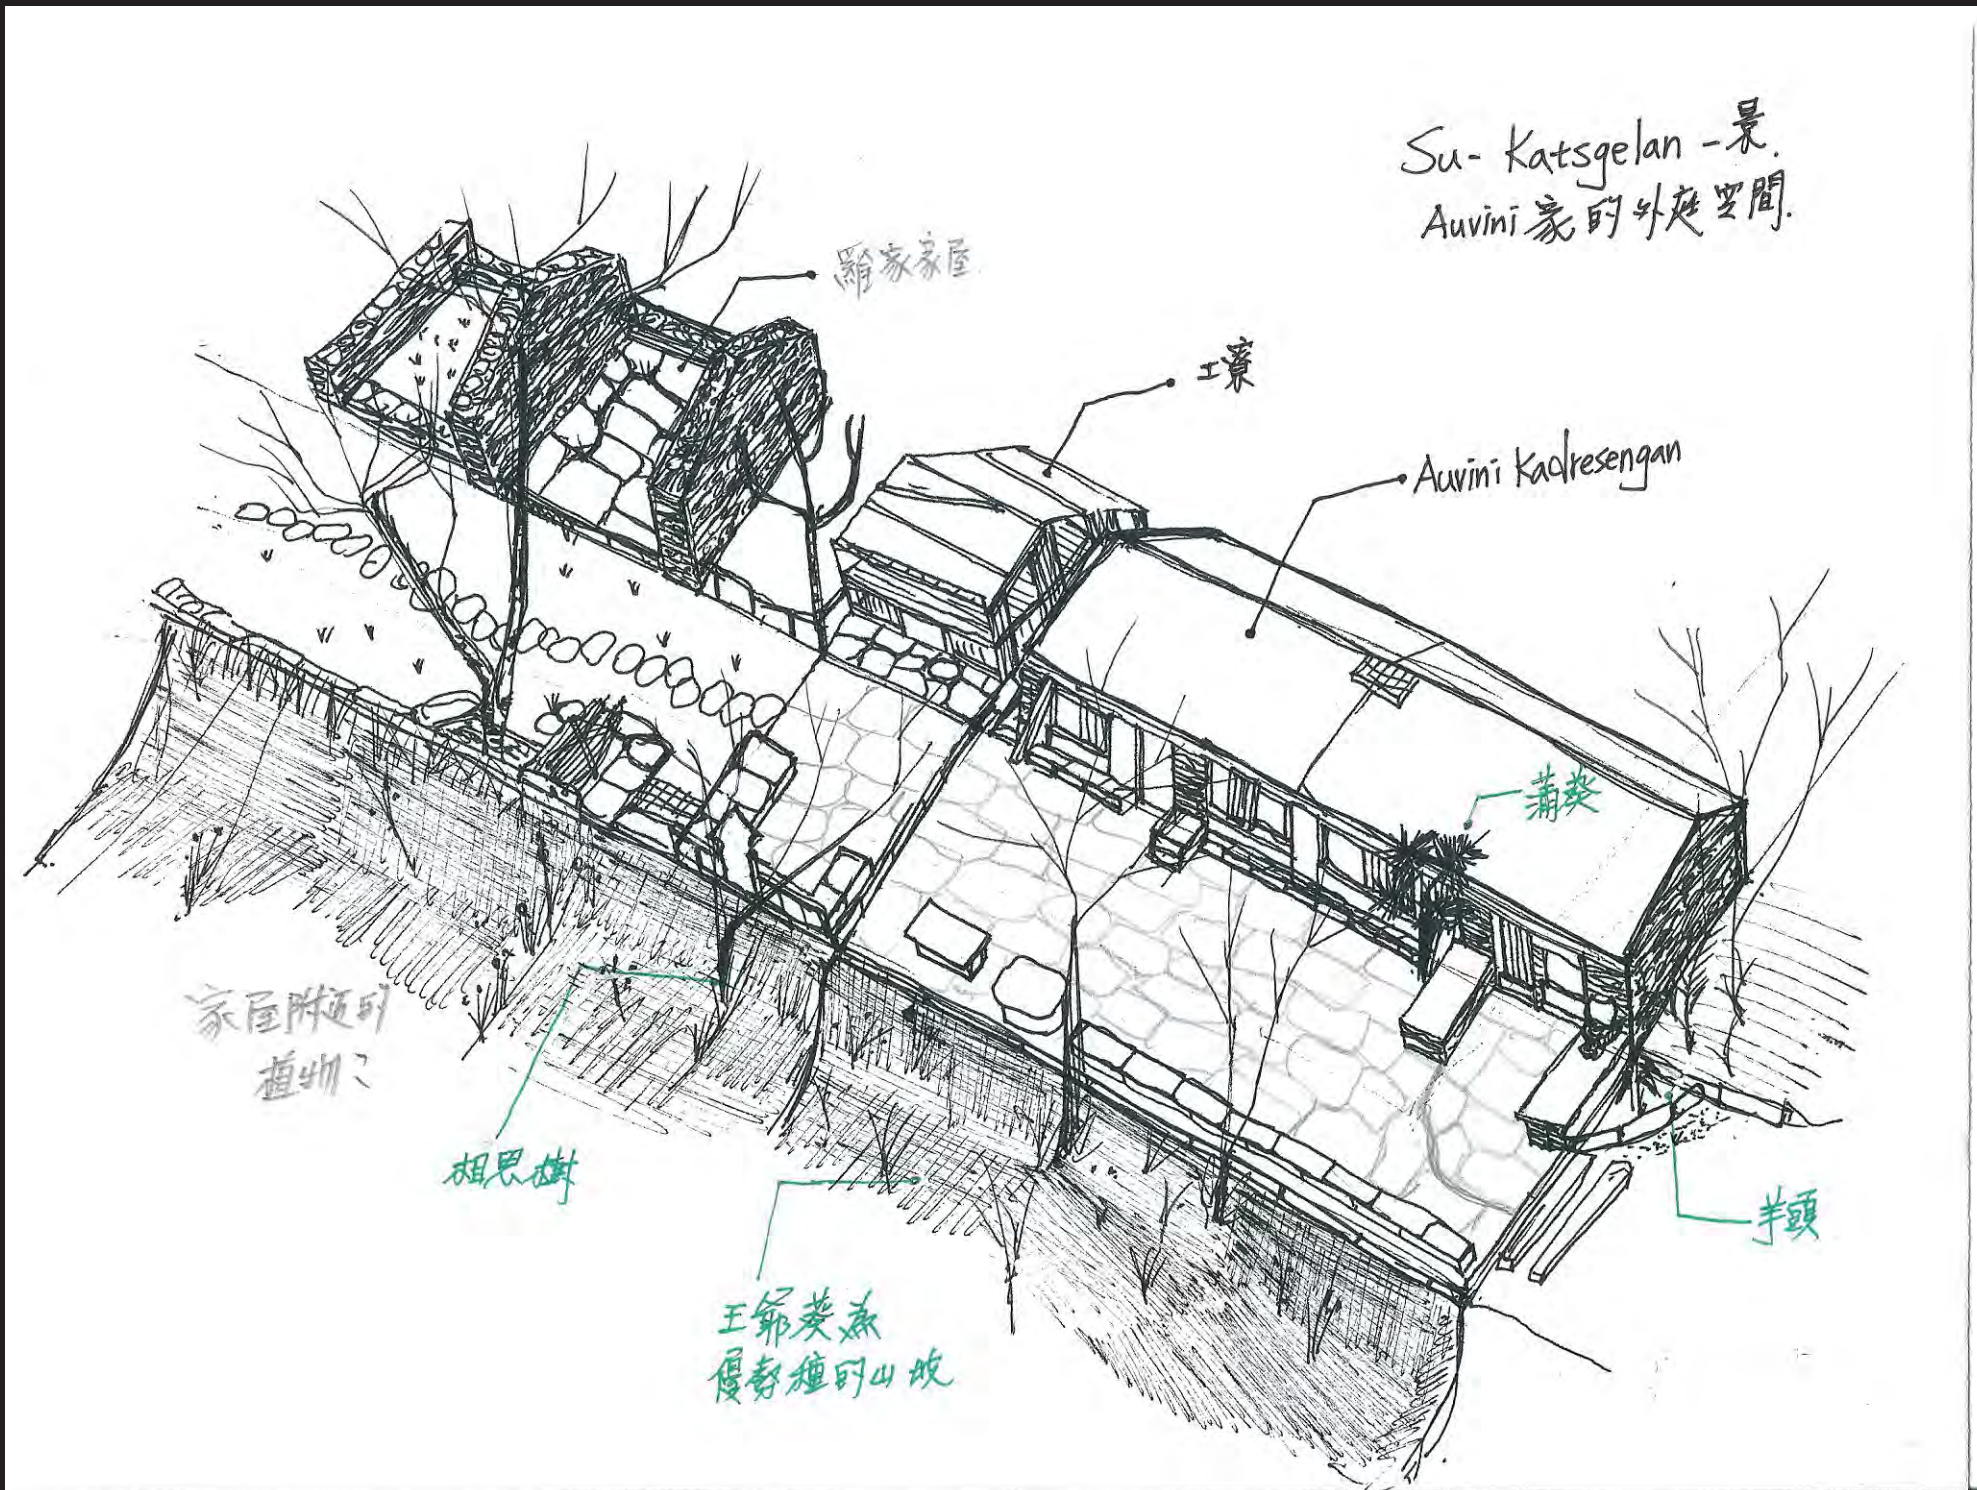 Su-Katsgelan 一景.
Auvini 家的外庭空間.
羅家家屋
工寮
Auvini Kadresengan
蒲葵
家屋附近的
植物:
相思樹
芋頭
王爺葵為
優勢種的山坡